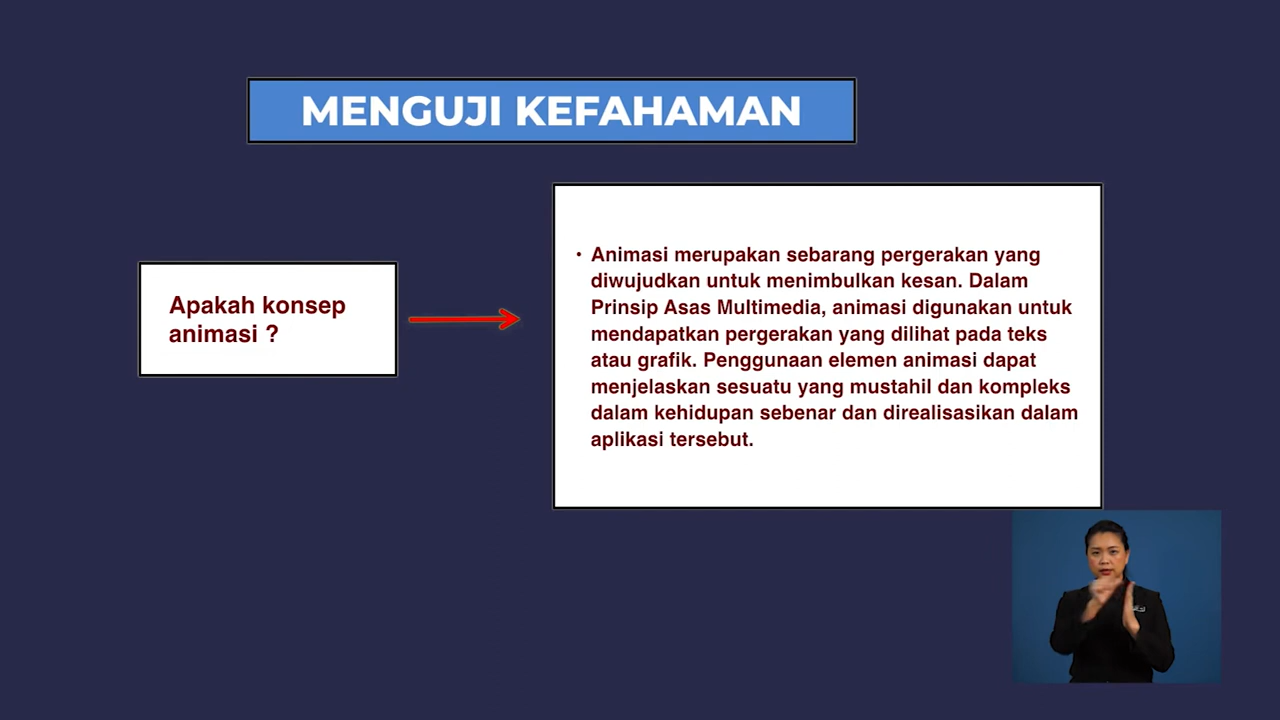 MENGUJI KEFAHAMAN
Apakah konsep
animasi ?
• Animasi merupakan sebarang pergerakan yang
diwujudkan untuk menimbulkan kesan. Dalam
Prinsip Asas Multimedia, animasi digunakan untuk
mendapatkan pergerakan yang dilihat pada teks
atau grafik. Penggunaan elemen animasi dapat
menjelaskan sesuatu yang mustahil dan kompleks
dalam kehidupan sebenar dan direalisasikan dalam
aplikasi tersebut.